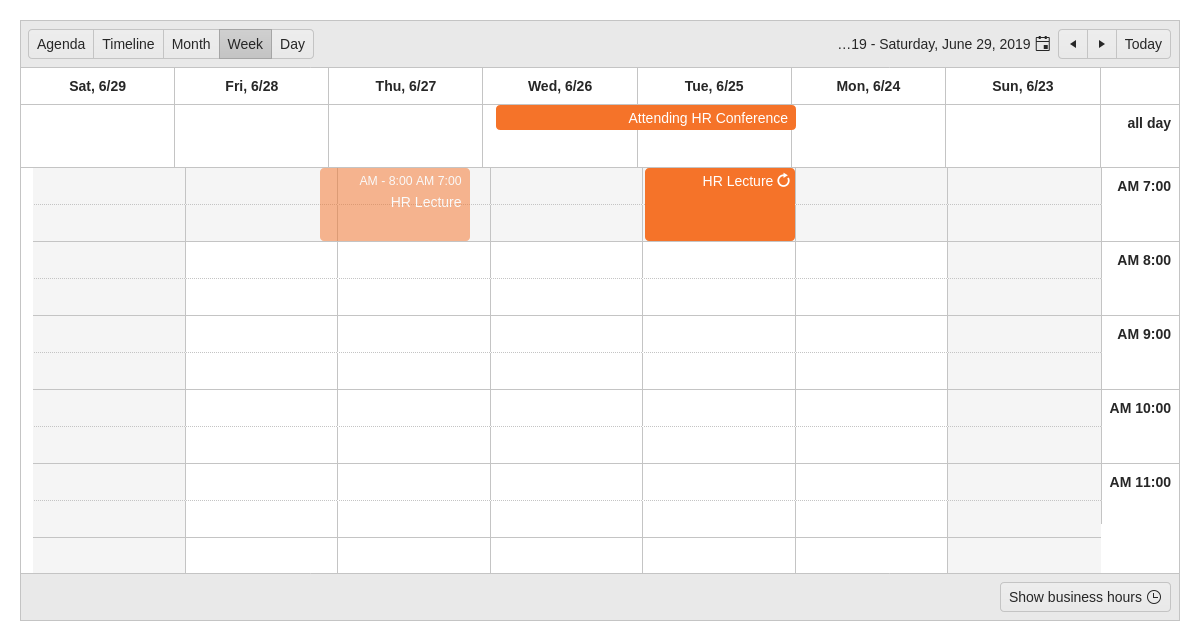 Agenda Timeline Month Week Day
…19 - Saturday, June 29, 2019 Today
Sat, 6/29 Fri, 6/28 Thu, 6/27 Wed, 6/26 Tue, 6/25 Mon, 6/24 Sun, 6/23
Attending HR Conference
all day
AM - 8:00 AM 7:00
HR Lecture
HR Lecture
AM 7:00
AM 8:00
AM 9:00
AM 10:00
AM 11:00
Show business hours